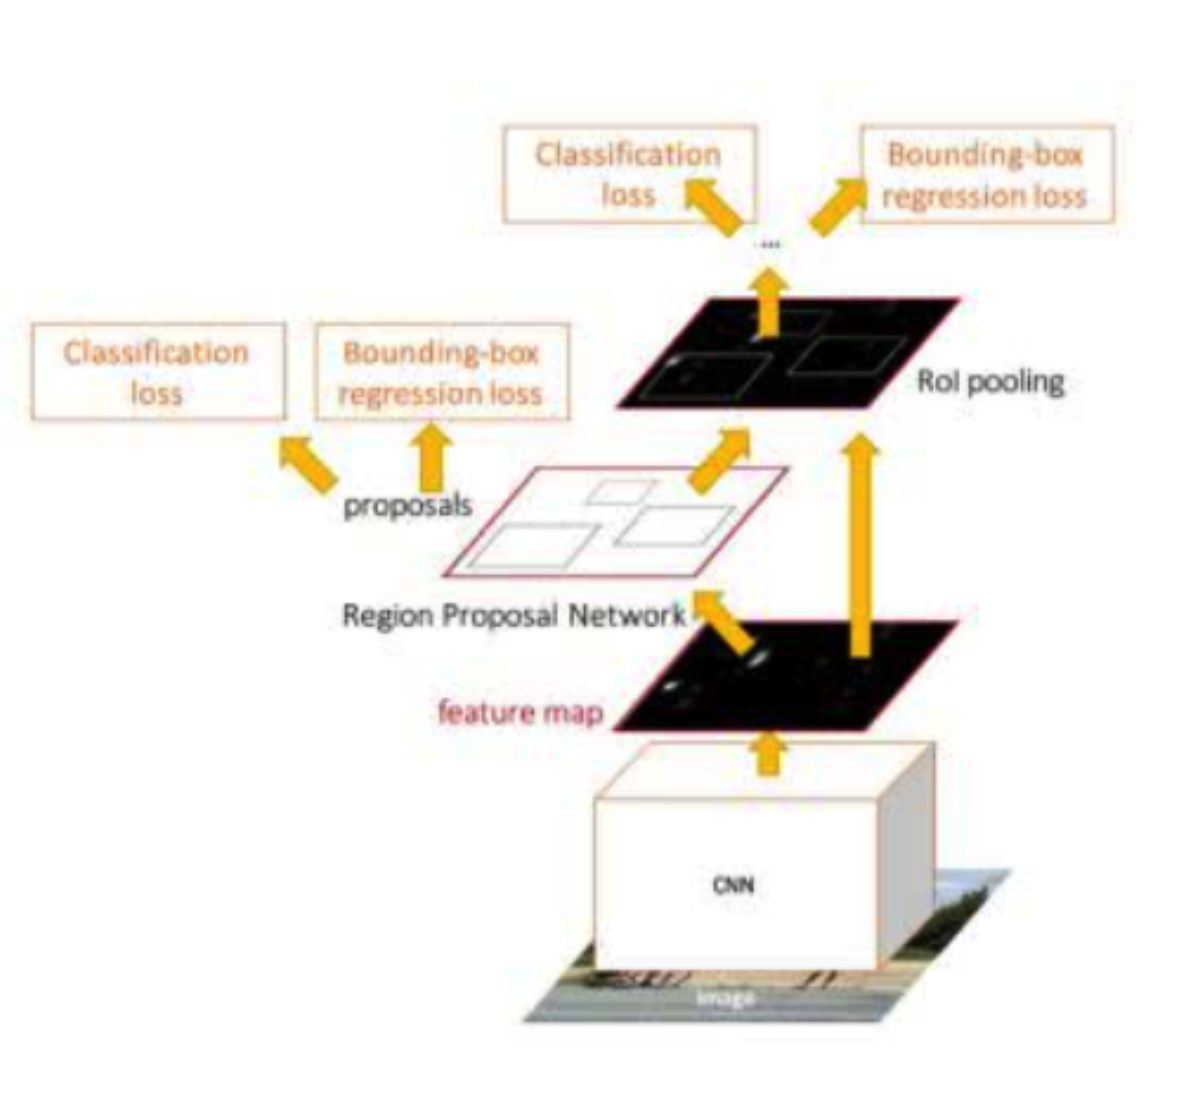 Classification
loss
Bounding-box
regression loss
...
Classification
loss
Bounding-box
regression loss
RoI pooling
proposals
Region Proposal Network
feature map
CNN
image